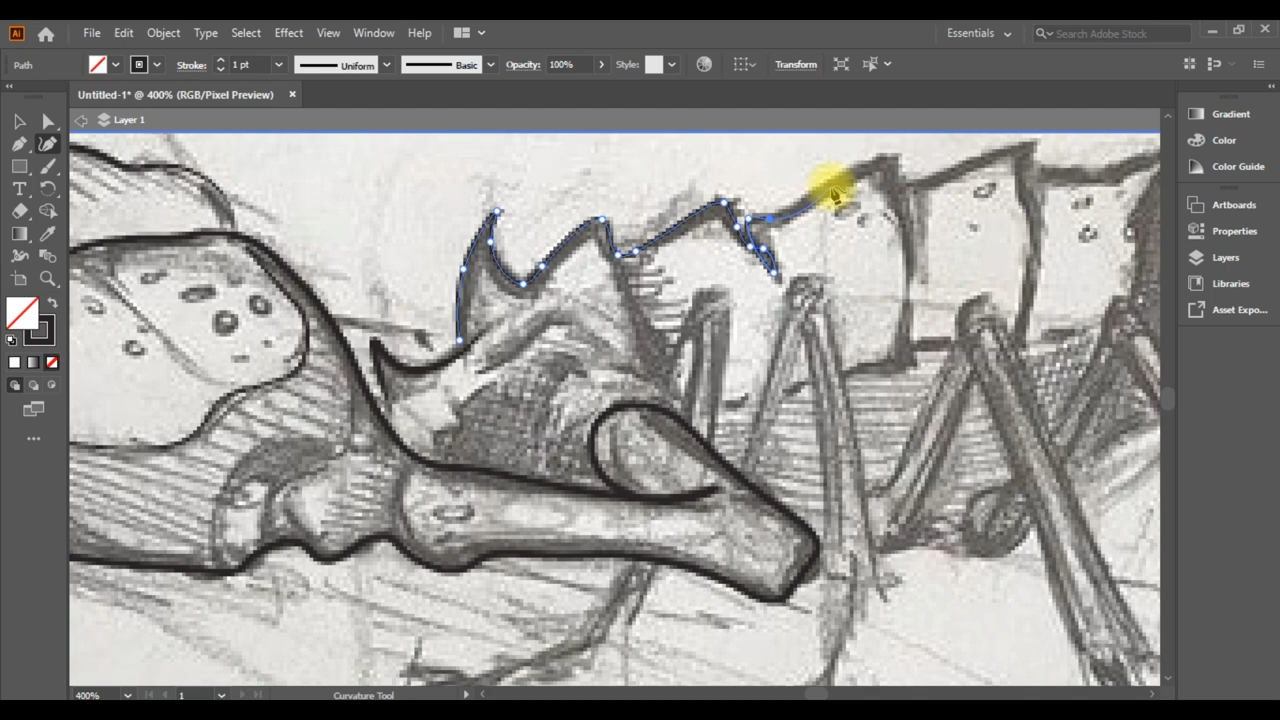 Ai File Edit Object Type Select Effect View Window Help Essentials Search Adobe Stock
Path Stroke: 1 pt Uniform Basic Opacity: 100% Style: Transform
Untitled-1* @ 400% (RGB/Pixel Preview)
Layer 1
Gradient
Color
Color Guide
Artboards
Properties
Layers
Libraries
Asset Expo...
400% 1 Curvature Tool